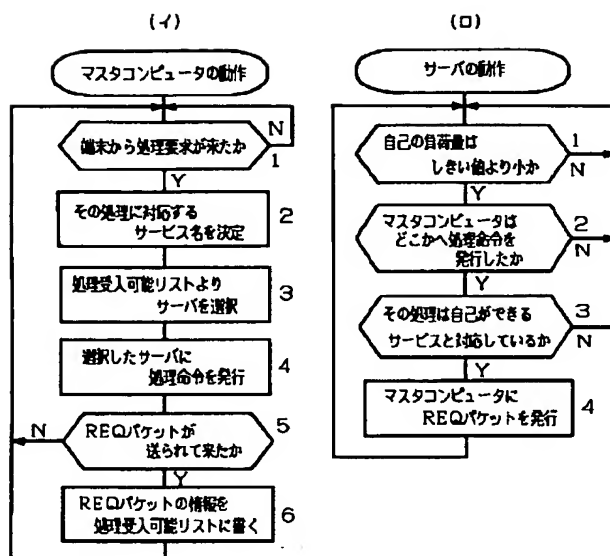 (イ)
マスタコンピュータの動作
N
端末から処理要求が来たか
1
Y
その処理に対応する
サービス名を決定
2
処理受入可能リストより
サーバを選択
3
選択したサーバに
処理命令を発行
4
5
N
REQパケットが
送られて来たか
Y
REQパケットの情報を
処理受入可能リストに書く
6
(ロ)
サーバの動作
自己の負荷量は
しきい値より小か
1
N
Y
マスタコンピュータは
どこかへ処理命令を
発行したか
2
N
Y
その処理は自己ができる
サービスと対応しているか
3
N
Y
マスタコンピュータに
REQパケットを発行
4